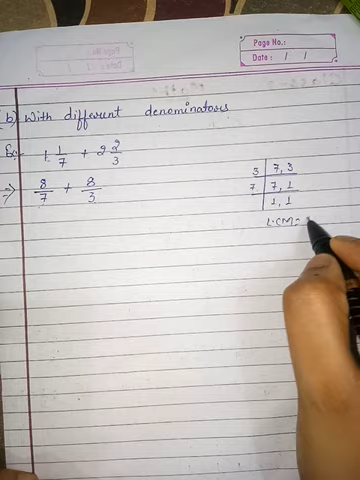 Page No.:
Date: / /
(b) With different denominators
Ex:- 1 1/7 + 2 2/3
⇒ 8/7 + 8/3
3 | 7, 3
7 | 7, 1
1, 1
L.CM =